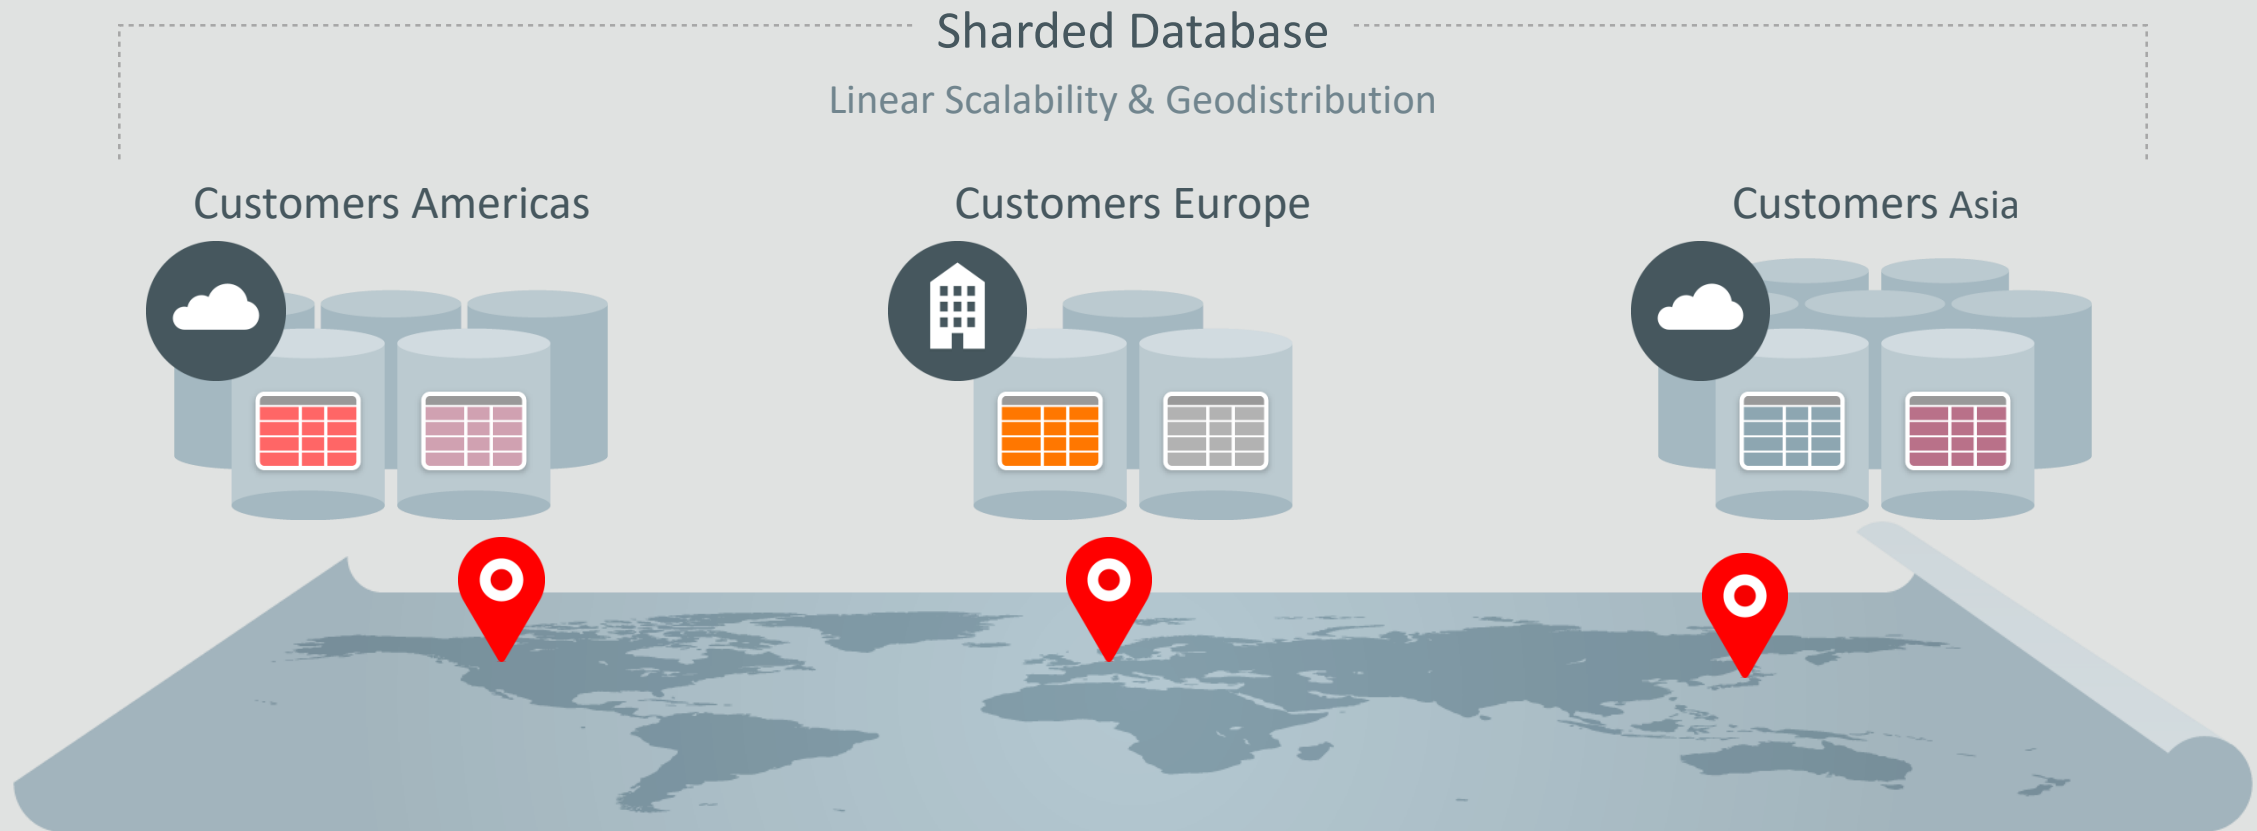 Sharded Database
Linear Scalability & Geodistribution
Customers Americas
Customers Europe
Customers Asia